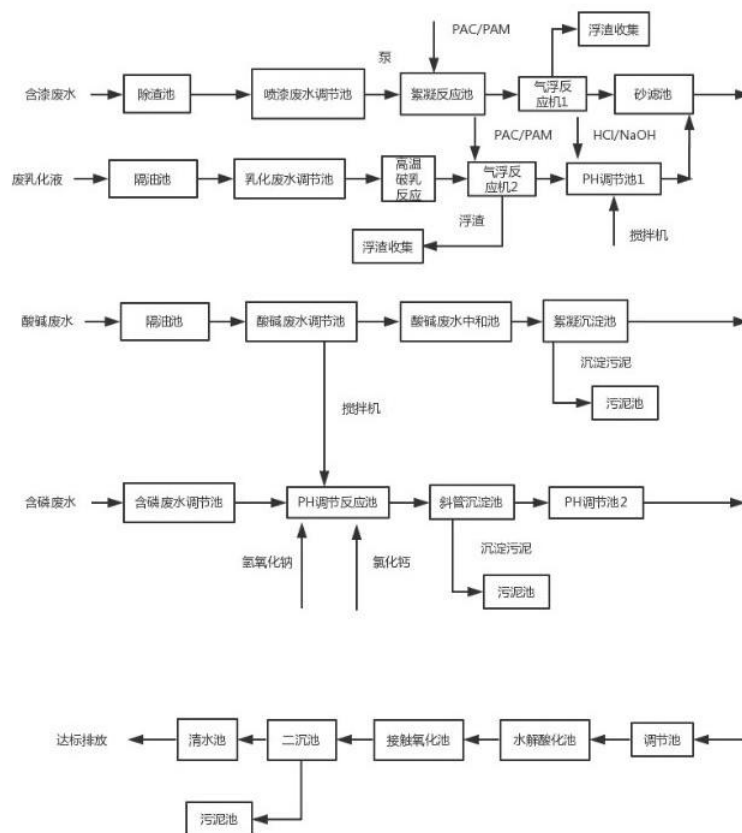 PAC/PAM
浮渣收集
泵
含漆废水
除渣池
喷漆废水调节池
絮凝反应池
气浮反
应机1
砂滤池
PAC/PAM
HCl/NaOH
废乳化液
隔油池
乳化废水调节池
高温
破乳
反应
气浮反
应机2
PH调节池1
浮渣
浮渣收集
搅拌机
酸碱废水
隔油池
酸碱废水调节池
酸碱废水中和池
絮凝沉淀池
沉淀污泥
污泥池
搅拌机
含磷废水
含磷废水调节池
PH调节反应池
斜管沉淀池
PH调节池2
氢氧化钠
氯化钙
沉淀污泥
污泥池
达标排放
清水池
二沉池
接触氧化池
水解酸化池
调节池
污泥池